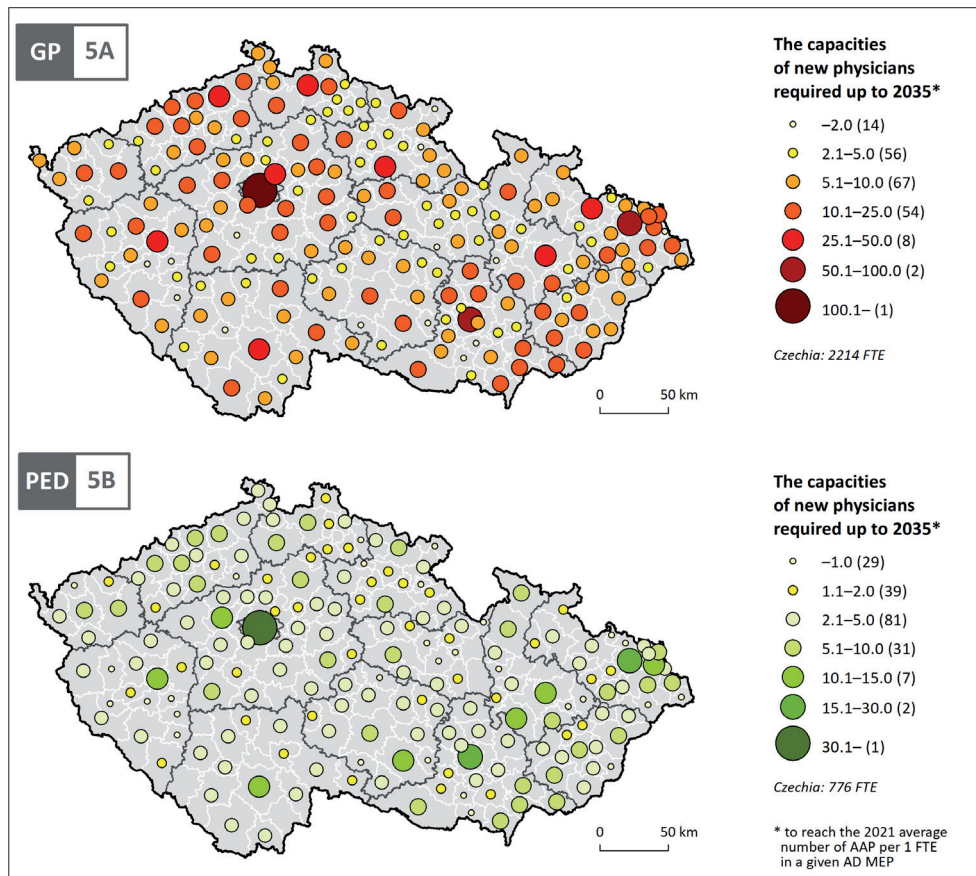 GP 5A
The capacities
of new physicians
required up to 2035*
–2.0 (14)
2.1–5.0 (56)
5.1–10.0 (67)
10.1–25.0 (54)
25.1–50.0 (8)
50.1–100.0 (2)
100.1– (1)
Czechia: 2214 FTE
0 50 km
PED 5B
The capacities
of new physicians
required up to 2035*
–1.0 (29)
1.1–2.0 (39)
2.1–5.0 (81)
5.1–10.0 (31)
10.1–15.0 (7)
15.1–30.0 (2)
30.1– (1)
Czechia: 776 FTE
0 50 km
* to reach the 2021 average
number of AAP per 1 FTE
in a given AD MEP